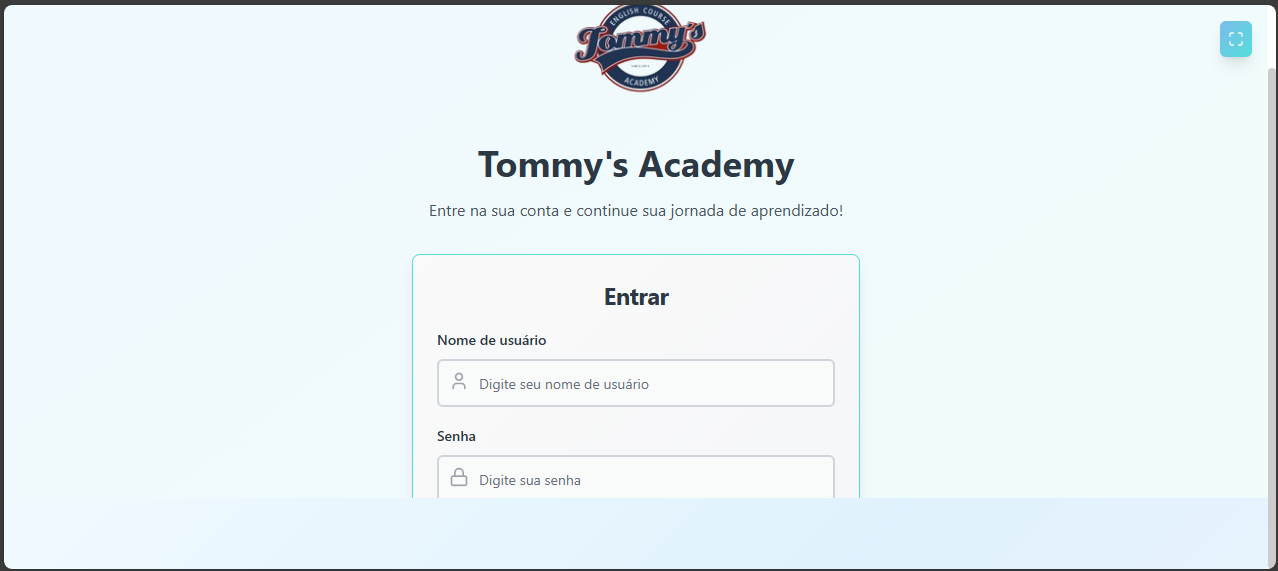 ENGLISH COURSE
Tommy's
ACADEMY
Tommy's Academy
Entre na sua conta e continue sua jornada de aprendizado!
Entrar
Nome de usuário
Digite seu nome de usuário
Senha
Digite sua senha